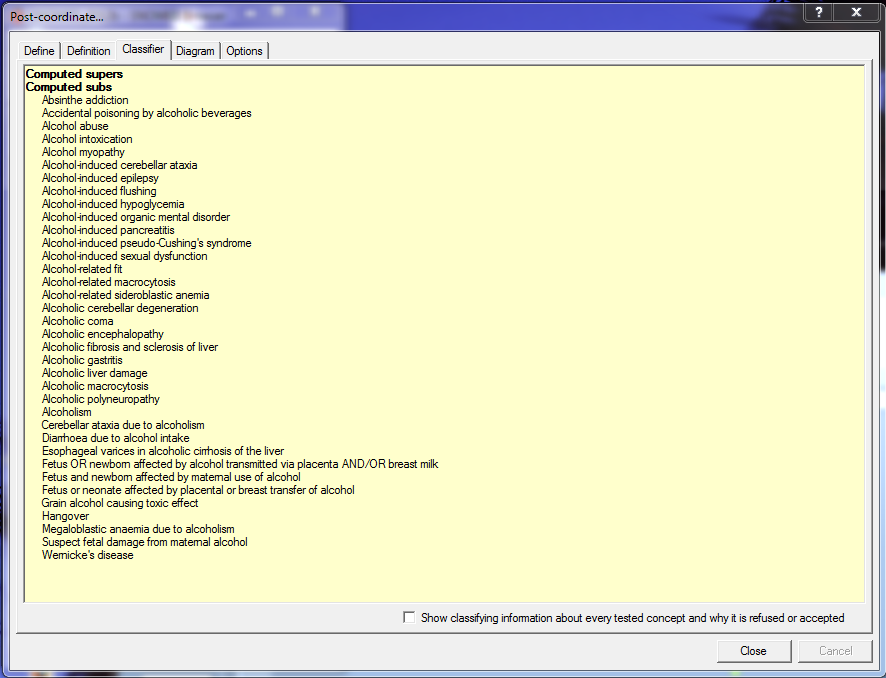 Post-coordinate...
?
Define Definition Classifier Diagram Options
Computed supers
Computed subs
Absinthe addiction
Accidental poisoning by alcoholic beverages
Alcohol abuse
Alcohol intoxication
Alcohol myopathy
Alcohol-induced cerebellar ataxia
Alcohol-induced epilepsy
Alcohol-induced flushing
Alcohol-induced hypoglycemia
Alcohol-induced organic mental disorder
Alcohol-induced pancreatitis
Alcohol-induced pseudo-Cushing's syndrome
Alcohol-induced sexual dysfunction
Alcohol-related fit
Alcohol-related macrocytosis
Alcohol-related sideroblastic anemia
Alcoholic cerebellar degeneration
Alcoholic coma
Alcoholic encephalopathy
Alcoholic fibrosis and sclerosis of liver
Alcoholic gastritis
Alcoholic liver damage
Alcoholic macrocytosis
Alcoholic polyneuropathy
Alcoholism
Cerebellar ataxia due to alcoholism
Diarrhoea due to alcohol intake
Esophageal varices in alcoholic cirrhosis of the liver
Fetus OR newborn affected by alcohol transmitted via placenta AND/OR breast milk
Fetus and newborn affected by maternal use of alcohol
Fetus or neonate affected by placental or breast transfer of alcohol
Grain alcohol causing toxic effect
Hangover
Megaloblastic anaemia due to alcoholism
Suspect fetal damage from maternal alcohol
Wernicke's disease
Show classifying information about every tested concept and why it is refused or accepted
Close Cancel